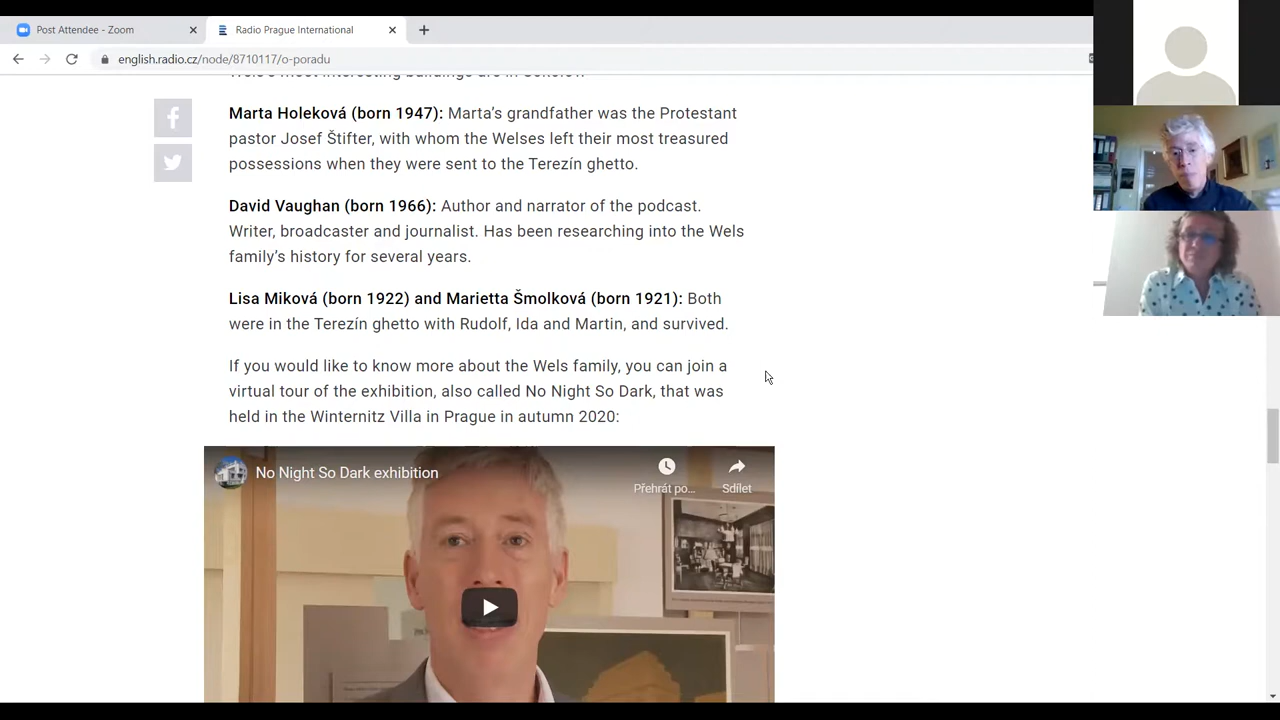 Post Attendee - Zoom
Radio Prague International
english.radio.cz/node/8710117/o-poradu
Wels's most interesting buildings are in Sokolov.
Marta Holeková (born 1947): Marta’s grandfather was the Protestant
pastor Josef Štifter, with whom the Welses left their most treasured
possessions when they were sent to the Terezín ghetto.
David Vaughan (born 1966): Author and narrator of the podcast.
Writer, broadcaster and journalist. Has been researching into the Wels
family’s history for several years.
Lisa Miková (born 1922) and Marietta Šmolková (born 1921): Both
were in the Terezín ghetto with Rudolf, Ida and Martin, and survived.
If you would like to know more about the Wels family, you can join a
virtual tour of the exhibition, also called No Night So Dark, that was
held in the Winternitz Villa in Prague in autumn 2020:
No Night So Dark exhibition
Přehrát po...
Sdílet